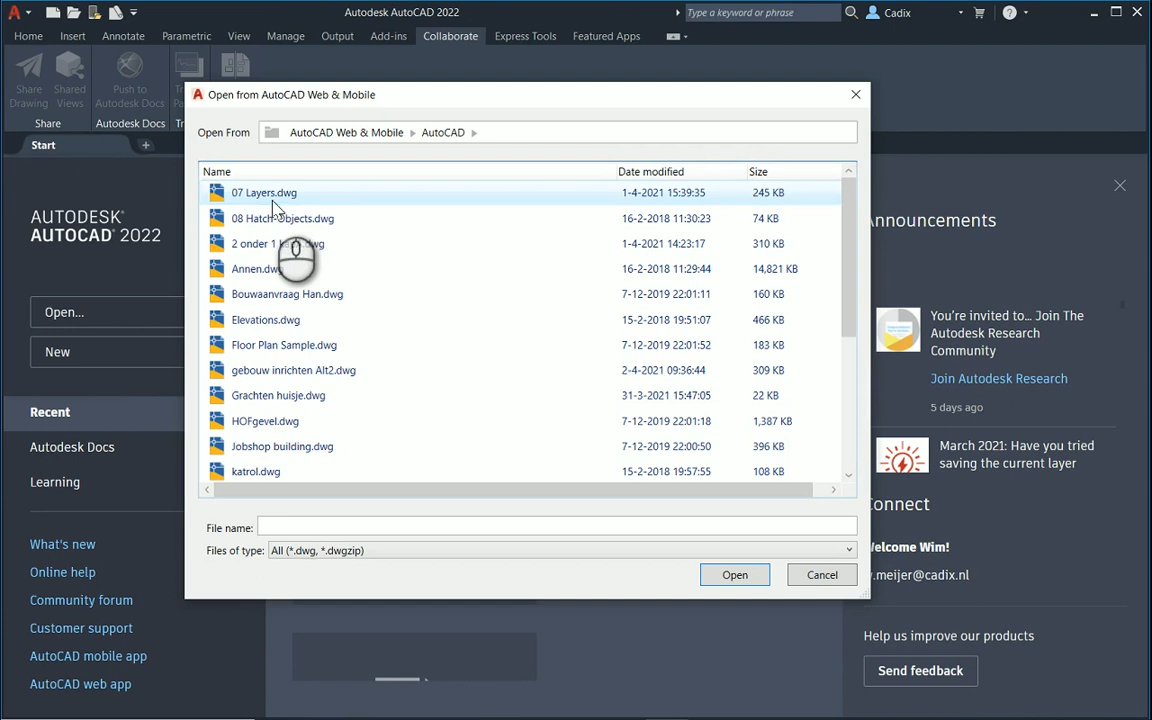 Autodesk AutoCAD 2022
Type a keyword or phrase
Cadix
Home Insert Annotate Parametric View Manage Output Add-ins Collaborate Express Tools Featured Apps
Share Drawing
Shared Views
Push to Autodesk Docs
Share
Autodesk Docs
Start
Open from AutoCAD Web & Mobile
Open From AutoCAD Web & Mobile AutoCAD
Name Date modified Size
07 Layers.dwg 1-4-2021 15:39:35 245 KB
08 Hatch Objects.dwg 16-2-2018 11:30:23 74 KB
2 onder 1 .dwg 1-4-2021 14:23:17 310 KB
Annen.dwg 16-2-2018 11:29:44 14,821 KB
Bouwaanvraag Han.dwg 7-12-2019 22:01:11 160 KB
Elevations.dwg 15-2-2018 19:51:07 466 KB
Floor Plan Sample.dwg 7-12-2019 22:01:52 183 KB
gebouw inrichten Alt2.dwg 2-4-2021 09:36:44 309 KB
Grachten huisje.dwg 31-3-2021 15:47:05 22 KB
HOFgevel.dwg 7-12-2019 22:01:18 1,387 KB
Jobshop building.dwg 7-12-2019 22:00:50 396 KB
katrol.dwg 15-2-2018 19:57:55 108 KB
File name:
Files of type: All (*.dwg, *.dwgzip)
Open Cancel
AUTODESK®
AUTOCAD® 2022
Open...
New
Recent
Autodesk Docs
Learning
What's new
Online help
Community forum
Customer support
AutoCAD mobile app
AutoCAD web app
nnouncements
You're invited to... Join The
Autodesk Research
Community
Join Autodesk Research
5 days ago
March 2021: Have you tried
saving the current layer
onnect
elcome Wim!
.meijer@cadix.nl
Help us improve our products
Send feedback